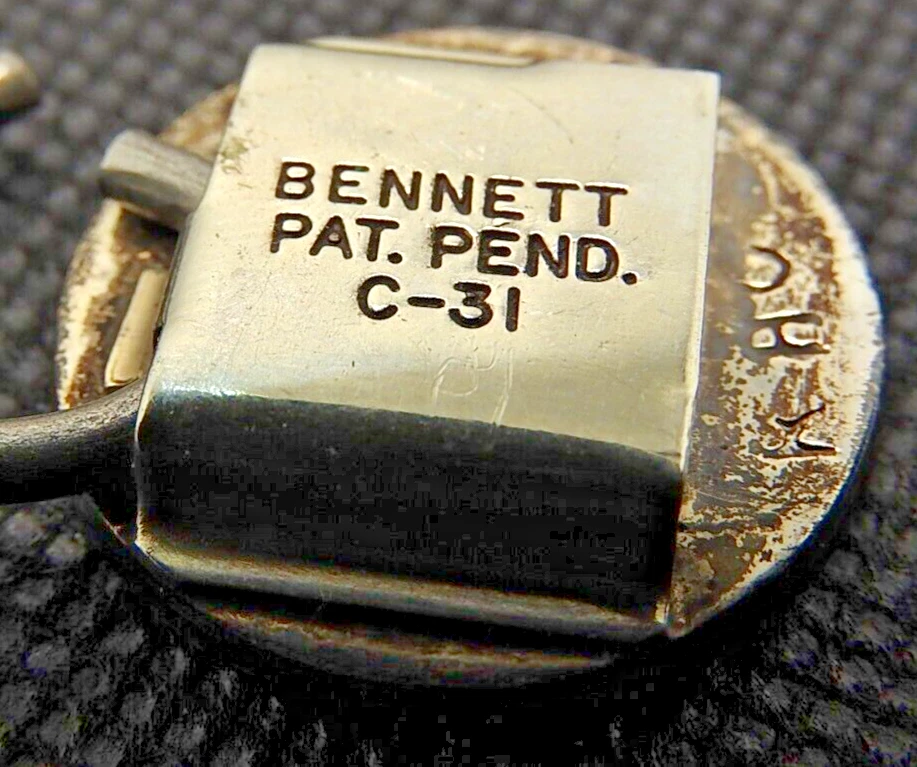 BENNETT
PAT. PEND.
C-31